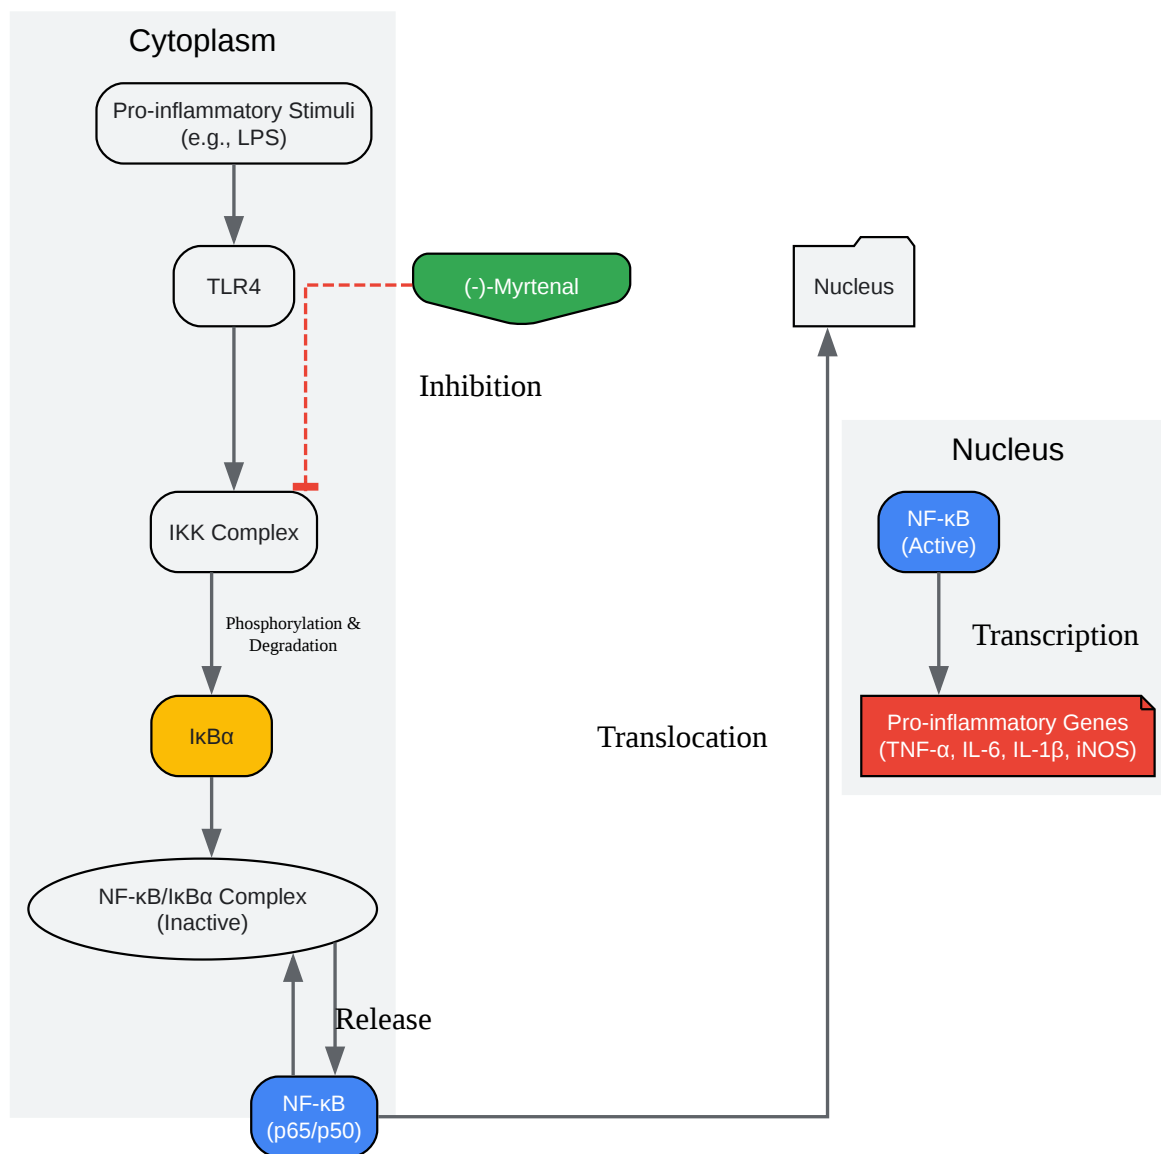 Cytoplasm
Pro-inflammatory Stimuli
(e.g., LPS)
TLR4
(-)-Myrtenal
Nucleus
Inhibition
Nucleus
IKK Complex
NF-κB
(Active)
Phosphorylation &
Degradation
Transcription
IκBα
Pro-inflammatory Genes
(TNF-α, IL-6, IL-1β, iNOS)
Translocation
NF-κB/IκBα Complex
(Inactive)
Release
NF-κB
(p65/p50)